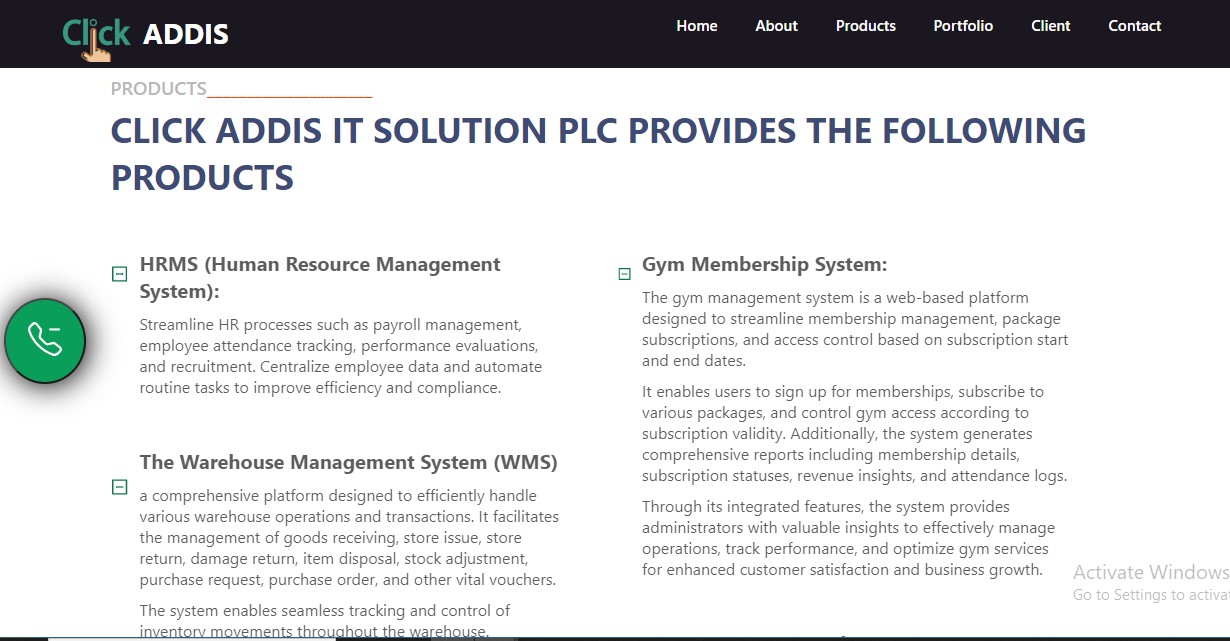 Click ADDIS
Home About Products Portfolio Client Contact
PRODUCTS
CLICK ADDIS IT SOLUTION PLC PROVIDES THE FOLLOWING
PRODUCTS
HRMS (Human Resource Management
System):
Streamline HR processes such as payroll management,
employee attendance tracking, performance evaluations,
and recruitment. Centralize employee data and automate
routine tasks to improve efficiency and compliance.
The Warehouse Management System (WMS)
a comprehensive platform designed to efficiently handle
various warehouse operations and transactions. It facilitates
the management of goods receiving, store issue, store
return, damage return, item disposal, stock adjustment,
purchase request, purchase order, and other vital vouchers.
The system enables seamless tracking and control of
inventory movements throughout the warehouse.
Gym Membership System:
The gym management system is a web-based platform
designed to streamline membership management, package
subscriptions, and access control based on subscription start
and end dates.
It enables users to sign up for memberships, subscribe to
various packages, and control gym access according to
subscription validity. Additionally, the system generates
comprehensive reports including membership details,
subscription statuses, revenue insights, and attendance logs.
Through its integrated features, the system provides
administrators with valuable insights to effectively manage
operations, track performance, and optimize gym services
for enhanced customer satisfaction and business growth.
Activate Windows
Go to Settings to activat